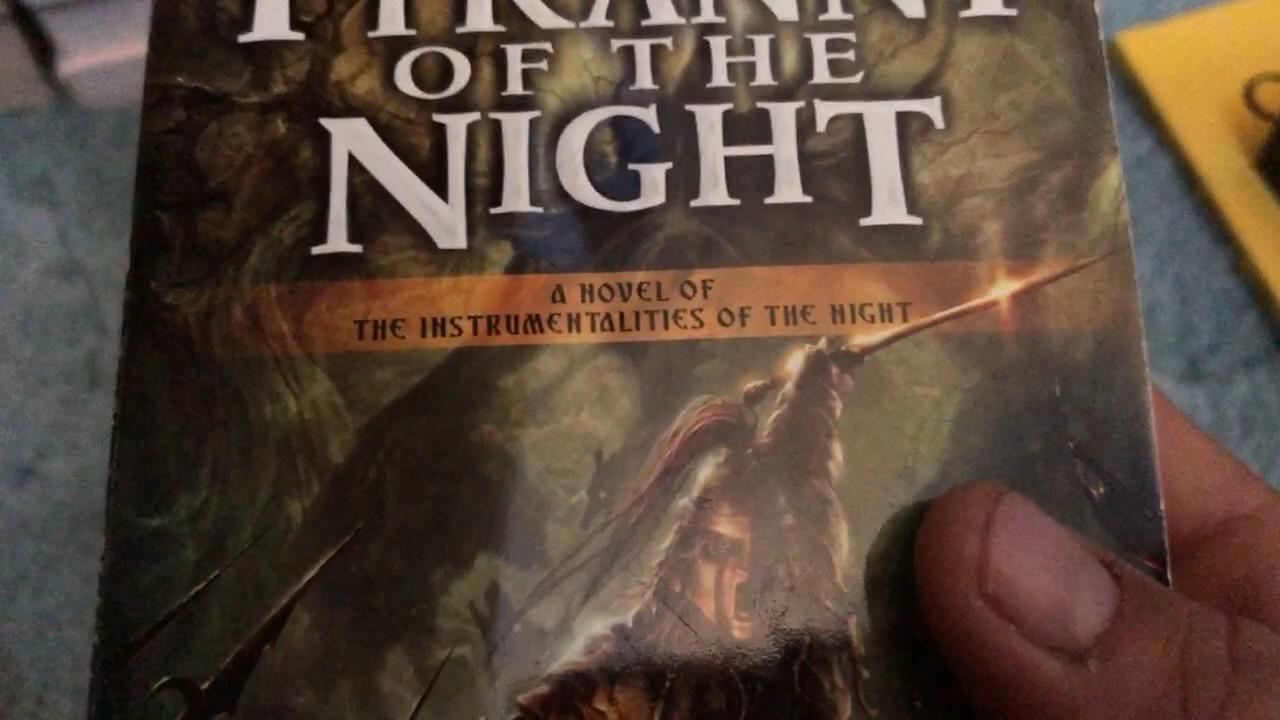 TYRANNY
OF THE
NIGHT
A NOVEL OF
THE INSTRUMENTALITIES OF THE NIGHT